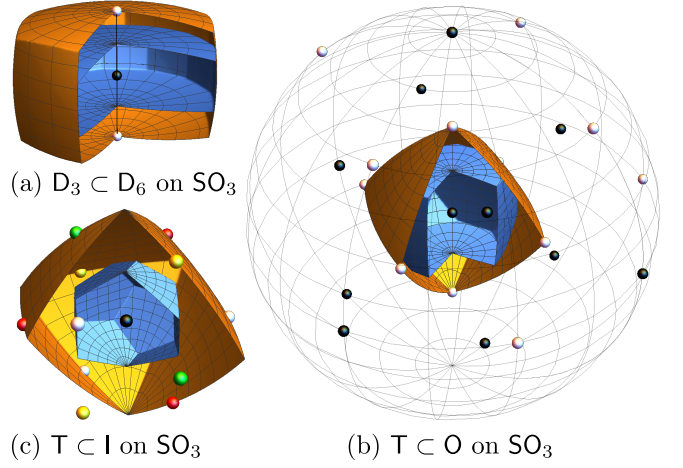 (a) D₃ ⊂ D₆ on SO₃
(c) T ⊂ I on SO₃
(b) T ⊂ O on SO₃